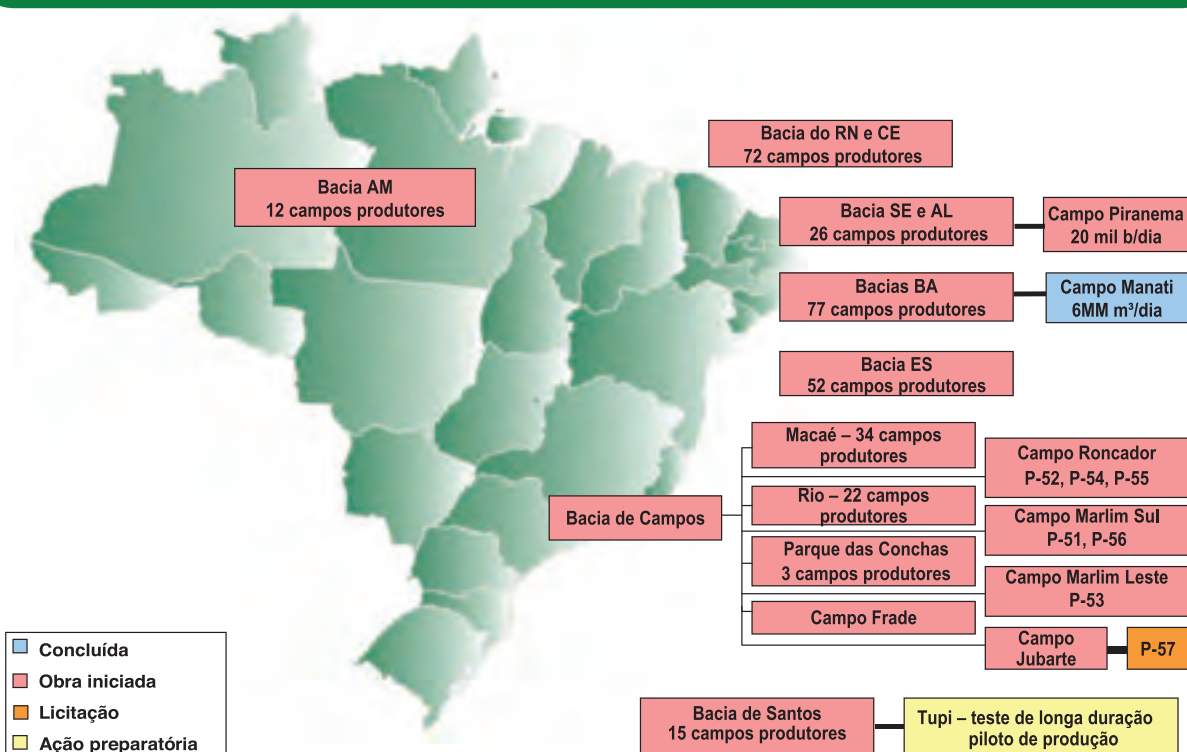 Bacia do RN e CE
72 campos produtores
Bacia AM
12 campos produtores
Bacia SE e AL
26 campos produtores
Campo Piranema
20 mil b/dia
Bacias BA
77 campos produtores
Campo Manati
6MM m³/dia
Bacia ES
52 campos produtores
Macaé – 34 campos
produtores
Campo Roncador
P-52, P-54, P-55
Bacia de Campos
Rio – 22 campos
produtores
Campo Marlim Sul
P-51, P-56
Parque das Conchas
3 campos produtores
Campo Marlim Leste
P-53
Campo Frade
Campo
Jubarte
P-57
Concluída
Obra iniciada
Licitação
Ação preparatória
Bacia de Santos
15 campos produtores
Tupi – teste de longa duração
piloto de produção